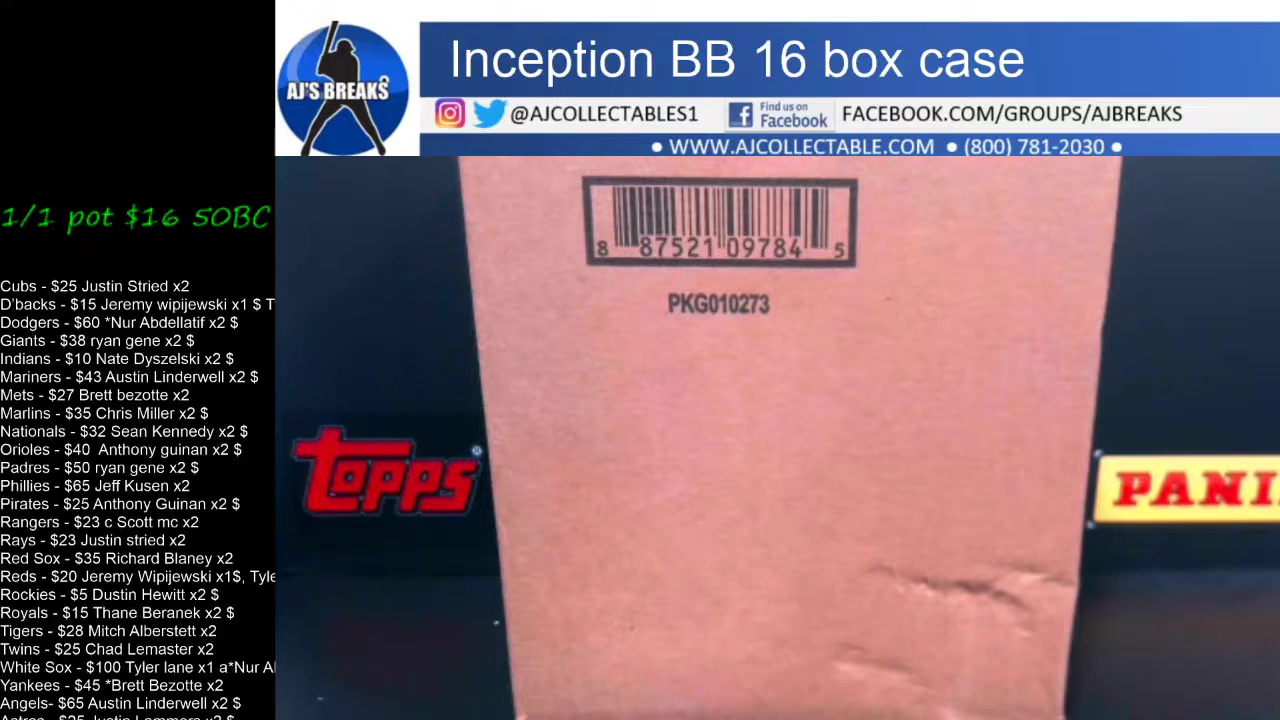 Inception BB 16 box case
AJ'S BREAKS
@AJCOLLECTABLES1
Find us on
Facebook
FACEBOOK.COM/GROUPS/AJBREAKS
• WWW.AJCOLLECTABLE.COM • (800) 781-2030 •
1/1 pot $16 50BC
Cubs - $25 Justin Stried x2
D'backs - $15 Jeremy wipijewski x1 $ T
Dodgers - $60 *Nur Abdellatif x2 $
Giants - $38 ryan gene x2 $
Indians - $10 Nate Dyszelski x2 $
Mariners - $43 Austin Linderwell x2 $
Mets - $27 Brett bezotte x2
Marlins - $35 Chris Miller x2 $
Nationals - $32 Sean Kennedy x2 $
Orioles - $40 Anthony guinan x2 $
Padres - $50 ryan gene x2 $
Phillies - $65 Jeff Kusen x2
Pirates - $25 Anthony Guinan x2 $
Rangers - $23 c Scott mc x2
Rays - $23 Justin stried x2
Red Sox - $35 Richard Blaney x2
Reds - $20 Jeremy Wipijewski x1$, Tyle
Rockies - $5 Dustin Hewitt x2 $
Royals - $15 Thane Beranek x2 $
Tigers - $28 Mitch Alberstett x2
Twins - $25 Chad Lemaster x2
White Sox - $100 Tyler lane x1 a*Nur Al
Yankees - $45 *Brett Bezotte x2
Angels- $65 Austin Linderwell x2 $
8 87521 09784 5
PKG010273
Topps
PANI